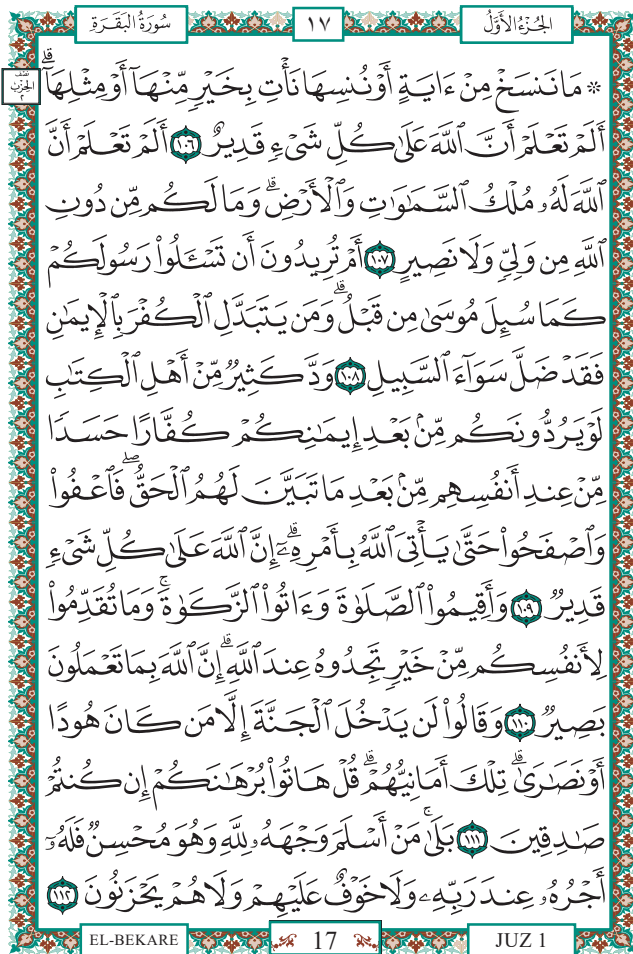 سُورَةُ البَقَرَةِ
١٧
الجُزْءُ الأَوَّلُ
نصف
الحزب
٢
۞ مَا نَنسَخْ مِنْ ءَايَةٍ أَوْ نُنسِهَا نَأْتِ بِخَيْرٍ مِّنْهَآ أَوْ مِثْلِهَآۗ
أَلَمْ تَعْلَمْ أَنَّ ٱللَّهَ عَلَىٰ كُلِّ شَىْءٍ قَدِيرٌ ١٠٦ أَلَمْ تَعْلَمْ أَنَّ
ٱللَّهَ لَهُۥ مُلْكُ ٱلسَّمَٰوَٰتِ وَٱلْأَرْضِۗ وَمَا لَكُم مِّن دُونِ
ٱللَّهِ مِن وَلِىٍّ وَلَا نَصِيرٍ ١٠٧ أَمْ تُرِيدُونَ أَن تَسْـَٔلُوا۟ رَسُولَكُمْ
كَمَا سُئِلَ مُوسَىٰ مِن قَبْلُۗ وَمَن يَتَبَدَّلِ ٱلْكُفْرَ بِٱلْإِيمَٰنِ
فَقَدْ ضَلَّ سَوَآءَ ٱلسَّبِيلِ ١٠٨ وَدَّ كَثِيرٌ مِّنْ أَهْلِ ٱلْكِتَٰبِ
لَوْ يَرُدُّونَكُم مِّنۢ بَعْدِ إِيمَٰنِكُمْ كُفَّارًا حَسَدًا
مِّنْ عِندِ أَنفُسِهِم مِّنۢ بَعْدِ مَا تَبَيَّنَ لَهُمُ ٱلْحَقُّۖ فَٱعْفُوا۟
وَٱصْفَحُوا۟ حَتَّىٰ يَأْتِىَ ٱللَّهُ بِأَمْرِهِۦٓۗ إِنَّ ٱللَّهَ عَلَىٰ كُلِّ شَىْءٍ
قَدِيرٌ ١٠٩ وَأَقِيمُوا۟ ٱلصَّلَوٰةَ وَءَاتُوا۟ ٱلزَّكَوٰةَۚ وَمَا تُقَدِّمُوا۟
لِأَنفُسِكُم مِّنْ خَيْرٍ تَجِدُوهُ عِندَ ٱللَّهِۗ إِنَّ ٱللَّهَ بِمَا تَعْمَلُونَ
بَصِيرٌ ١١٠ وَقَالُوا۟ لَن يَدْخُلَ ٱلْجَنَّةَ إِلَّا مَن كَانَ هُودًا
أَوْ نَصَٰرَىٰۗ تِلْكَ أَمَانِيُّهُمْۗ قُلْ هَاتُوا۟ بُرْهَٰنَكُمْ إِن كُنتُمْ
صَٰدِقِينَ ١١١ بَلَىٰۚ مَنْ أَسْلَمَ وَجْهَهُۥ لِلَّهِ وَهُوَ مُحْسِنٌ فَلَهُۥٓ
أَجْرُهُۥ عِندَ رَبِّهِۦ وَلَا خَوْفٌ عَلَيْهِمْ وَلَا هُمْ يَحْزَنُونَ ١١٢
EL-BEKARE
17
JUZ 1